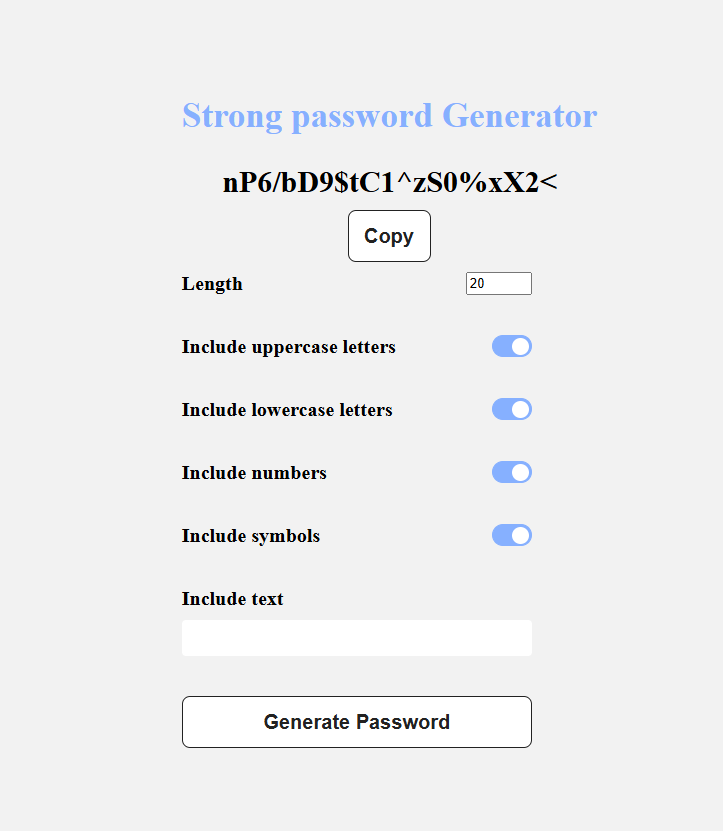 Strong password Generator
nP6/bD9$tC1^zS0%xX2<
Copy
Length
20
Include uppercase letters
Include lowercase letters
Include numbers
Include symbols
Include text
Generate Password